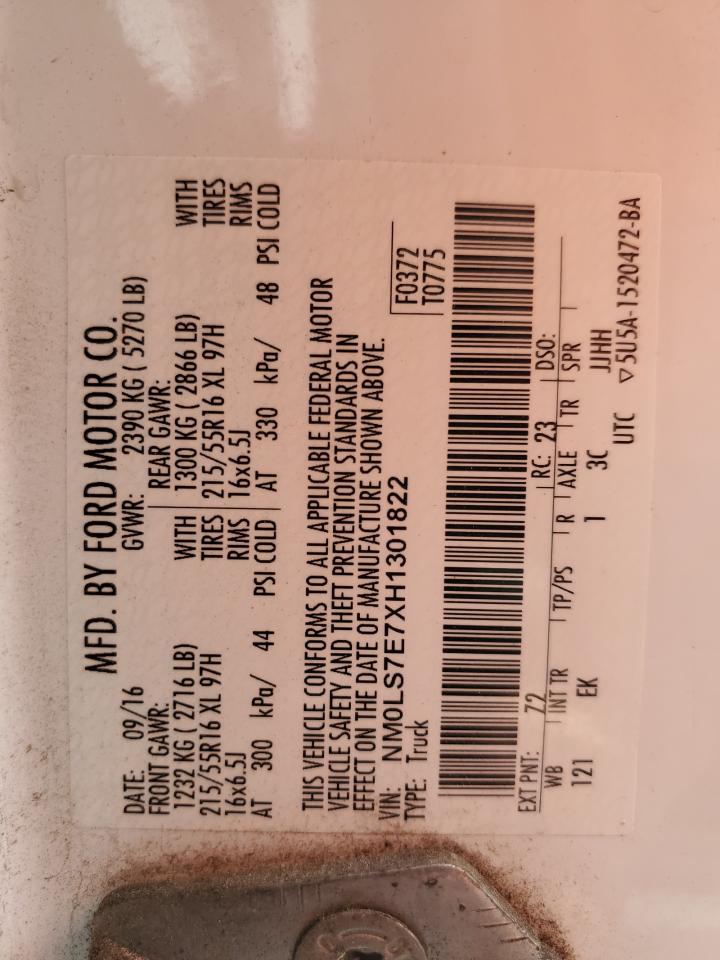 MFD. BY FORD MOTOR CO.
DATE: 09/16 GVWR: 2390 KG ( 5270 LB)
FRONT GAWR: REAR GAWR:
1232 KG ( 2716 LB) WITH 1300 KG ( 2866 LB) WITH
215/55R16 XL 97H TIRES 215/55R16 XL 97H TIRES
16x6.5J RIMS 16x6.5J RIMS
AT 300 kPa/ 44 PSI COLD AT 330 kPa/ 48 PSI COLD
THIS VEHICLE CONFORMS TO ALL APPLICABLE FEDERAL MOTOR
VEHICLE SAFETY AND THEFT PREVENTION STANDARDS IN
EFFECT ON THE DATE OF MANUFACTURE SHOWN ABOVE.
VIN: NM0LS7E7XH1301822 F0372
TYPE: Truck T0775
EXT PNT: Z2 RC: 23 DSO:
WB INT TR TP/PS R AXLE TR SPR
121 EK 1 3C JJHH
UTC ▽5U5A-1520472-BA